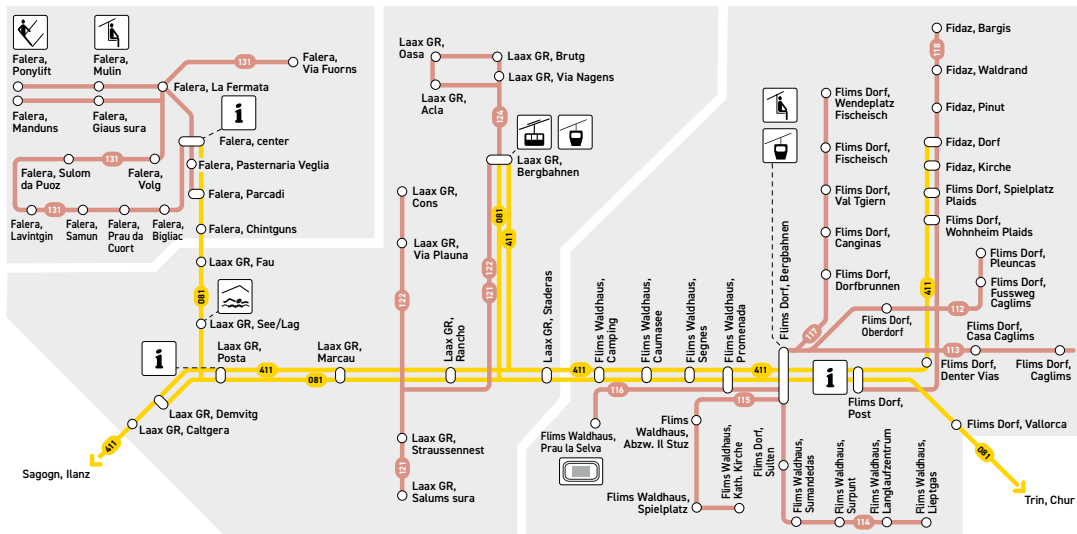 Falera,
Ponylift
Falera,
Mulin
131
Falera,
Via Fuorns
Falera, La Fermata
Falera,
Manduns
Falera,
Giaus sura
i
Falera, center
131
Falera, Sulom
da Puoz
Falera,
Volg
Falera, Pasternaria Veglia
Falera, Parcadi
131
Falera,
Lavintgin
Falera,
Samun
Falera,
Prau da
Cuort
Falera,
Bigliac
Falera, Chintguns
Laax GR, Fau
081
Laax GR, See/Lag
i
Laax GR,
Posta
411
081
Laax GR,
Marcau
Laax GR, Demvitg
Laax GR, Caltgera
411
Sagogn, Ilanz
Laax GR,
Oasa
Laax GR, Brutg
Laax GR, Via Nagens
Laax GR,
Acla
124
Laax GR,
Bergbahnen
Laax GR,
Cons
081
411
Laax GR,
Via Plauna
122
122
121
Laax GR,
Rancho
Laax GR, Staderas
Laax GR,
Straussennest
121
Laax GR,
Salums sura
411
Flims Waldhaus,
Camping
Flims Waldhaus,
Caumasee
Flims Waldhaus,
Segnes
Flims Waldhaus,
Promenada
411
116
115
Flims Waldhaus,
Prau la Selva
Flims
Waldhaus,
Abzw. Il Stuz
Flims Waldhaus,
Spielplatz
Flims Waldhaus,
Kath. Kirche
Flims Dorf,
Sulten
Flims Dorf, Bergbahnen
Flims Dorf,
Wendeplatz
Fischeisch
Flims Dorf,
Fischeisch
Flims Dorf,
Val Tgiern
Flims Dorf,
Canginas
Flims Dorf,
Dorfbrunnen
117
Fidaz, Bargis
118
Fidaz, Waldrand
Fidaz, Pinut
Fidaz, Dorf
Fidaz, Kirche
Flims Dorf, Spielplatz
Plaids
Flims Dorf,
Wohnheim Plaids
411
Flims Dorf,
Pleuncas
Flims Dorf,
Fussweg
Caglims
112
Flims Dorf,
Oberdorf
Flims Dorf,
Casa Caglims
113
Flims Dorf,
Denter Vias
Flims Dorf,
Caglims
i
Flims Dorf,
Post
Flims Dorf, Vallorca
081
Trin, Chur
Flims Waldhaus,
Sumandedas
Flims Waldhaus,
Surpunt
Flims Waldhaus,
Langlaufzentrum
Flims Waldhaus,
Lieptgas
114